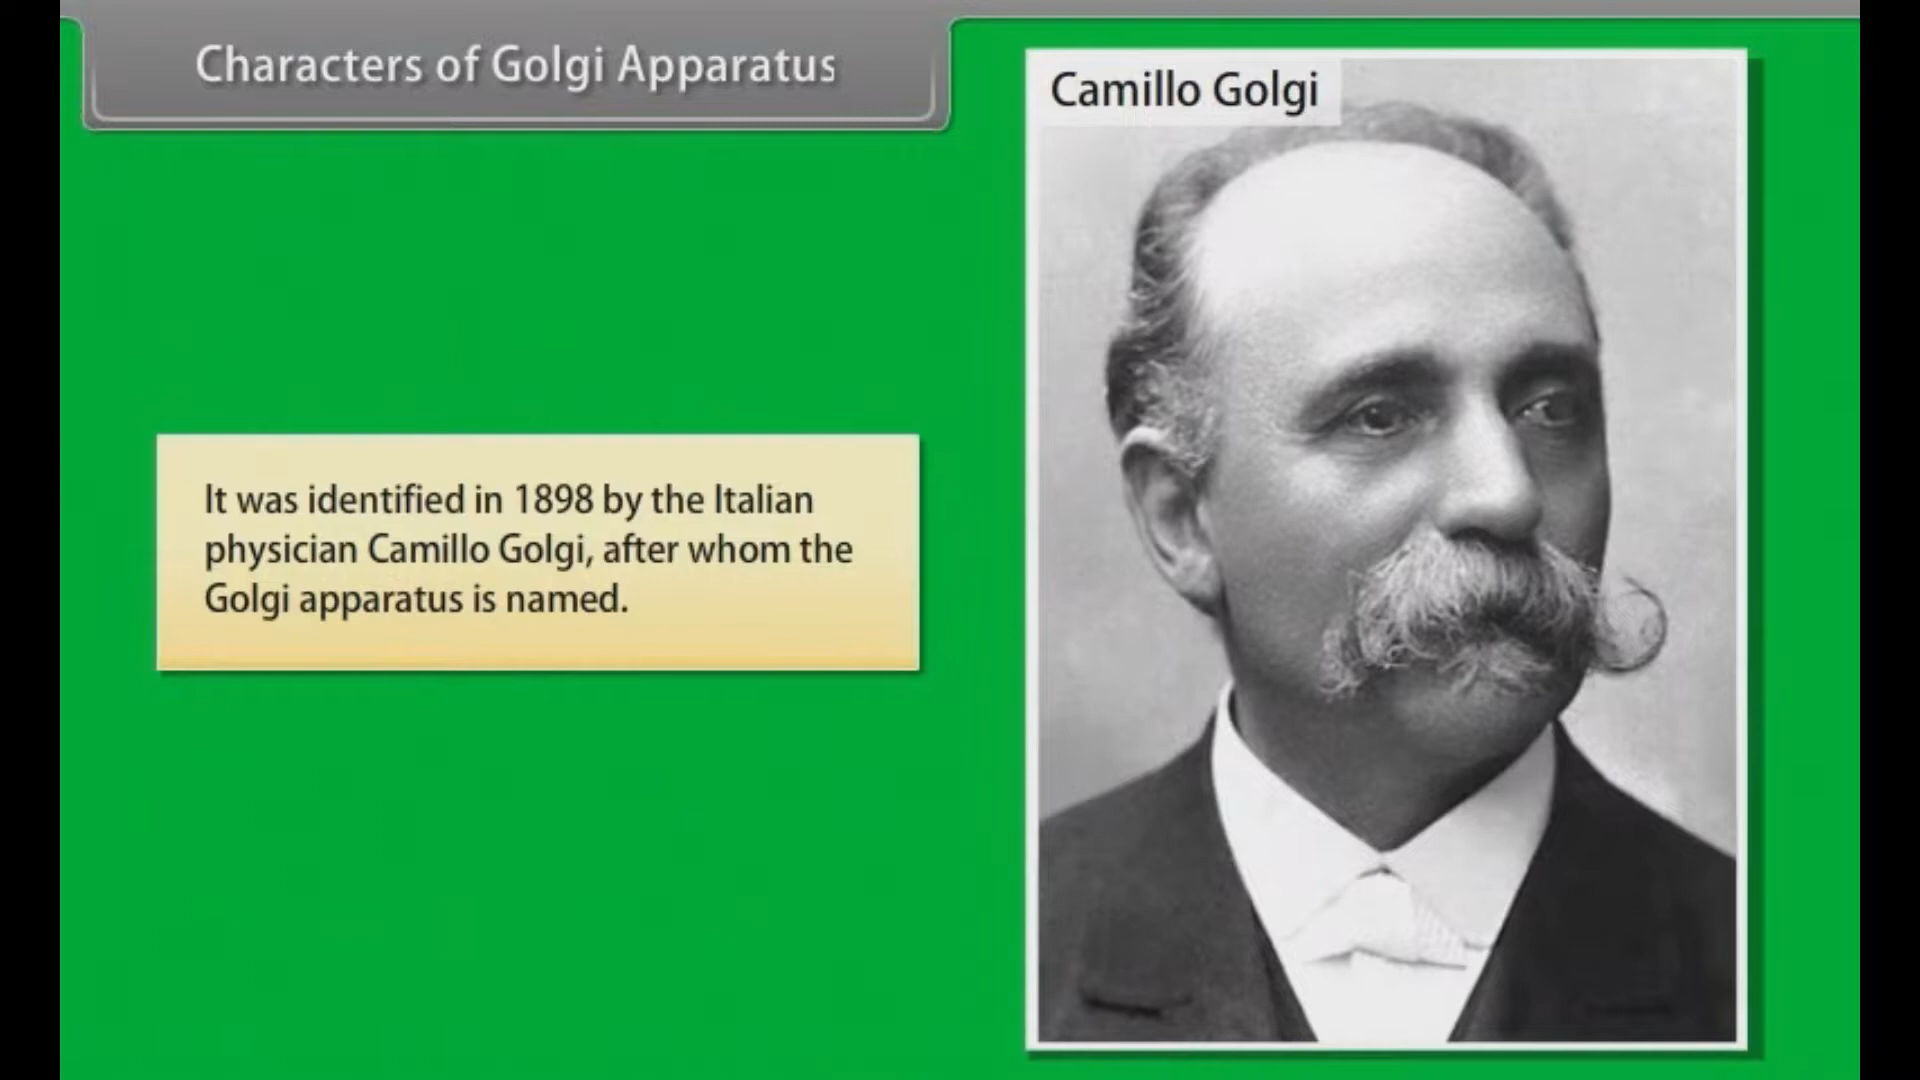 Characters of Golgi Apparatus
Camillo Golgi
It was identified in 1898 by the Italian
physician Camillo Golgi, after whom the
Golgi apparatus is named.